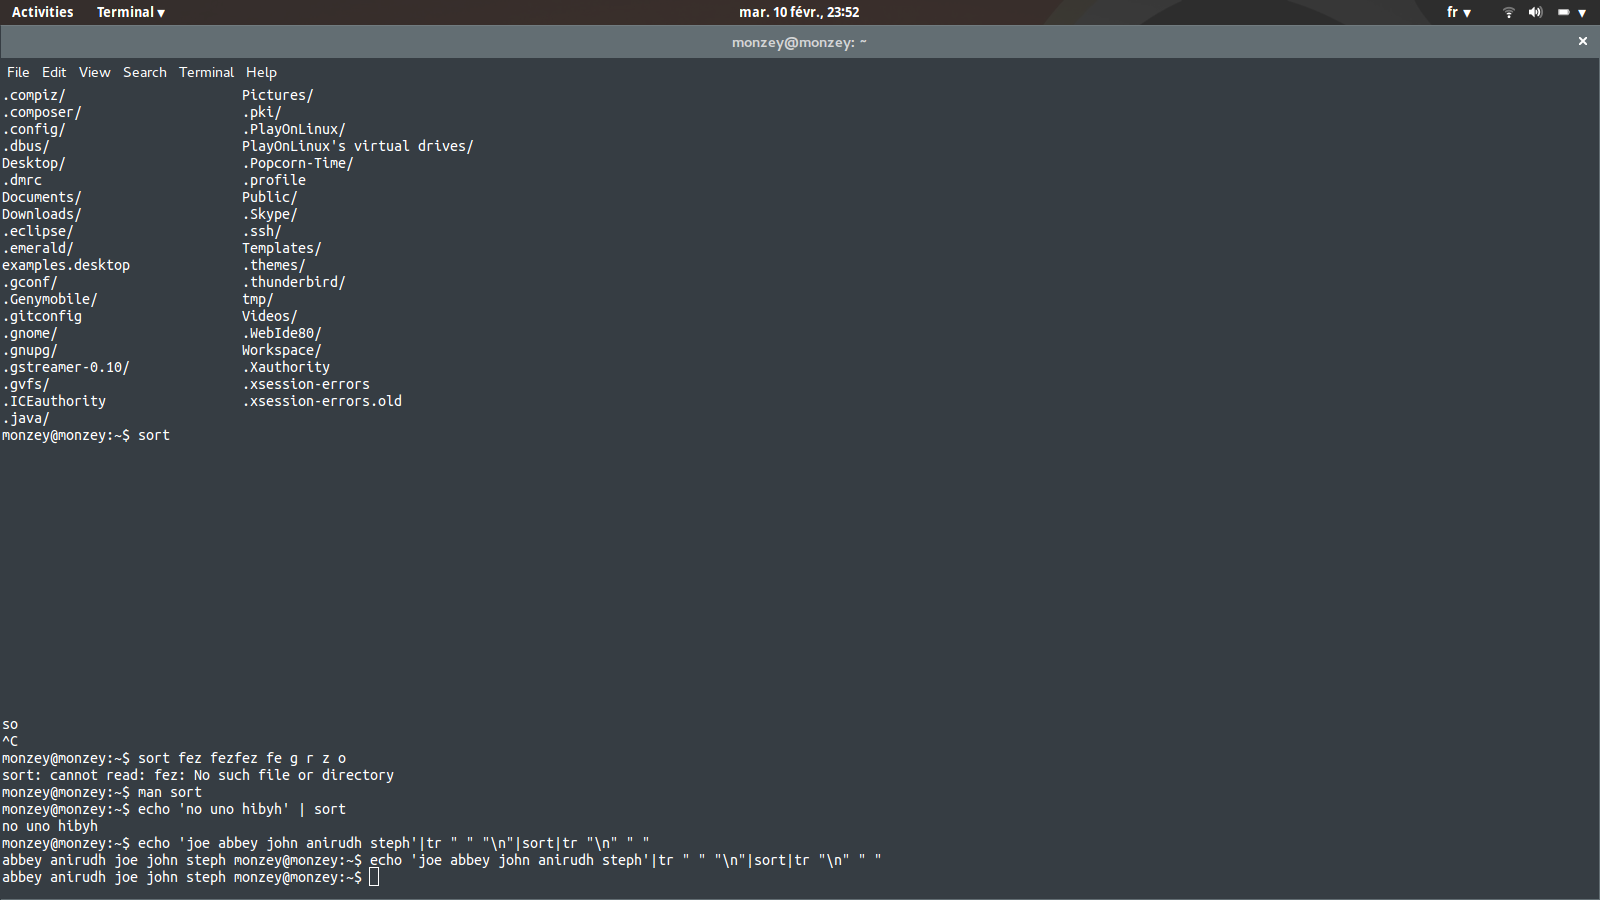 Activities Terminal ▾ mar. 10 févr., 23:52 fr ▾ ▾
monzey@monzey: ~ ×
File Edit View Search Terminal Help
.compiz/ Pictures/
.composer/ .pki/
.config/ .PlayOnLinux/
.dbus/ PlayOnLinux's virtual drives/
Desktop/ .Popcorn-Time/
.dmrc .profile
Documents/ Public/
Downloads/ .Skype/
.eclipse/ .ssh/
.emerald/ Templates/
examples.desktop .themes/
.gconf/ .thunderbird/
.Genymobile/ tmp/
.gitconfig Videos/
.gnome/ .WebIde80/
.gnupg/ Workspace/
.gstreamer-0.10/ .Xauthority
.gvfs/ .xsession-errors
.ICEauthority .xsession-errors.old
.java/
monzey@monzey:~$ sort
so
^C
monzey@monzey:~$ sort fez fezfez fe g r z o
sort: cannot read: fez: No such file or directory
monzey@monzey:~$ man sort
monzey@monzey:~$ echo 'no uno hibyh' | sort
no uno hibyh
monzey@monzey:~$ echo 'joe abbey john anirudh steph'|tr " " "\n"|sort|tr "\n" " "
abbey anirudh joe john steph monzey@monzey:~$ echo 'joe abbey john anirudh steph'|tr " " "\n"|sort|tr "\n" " "
abbey anirudh joe john steph monzey@monzey:~$